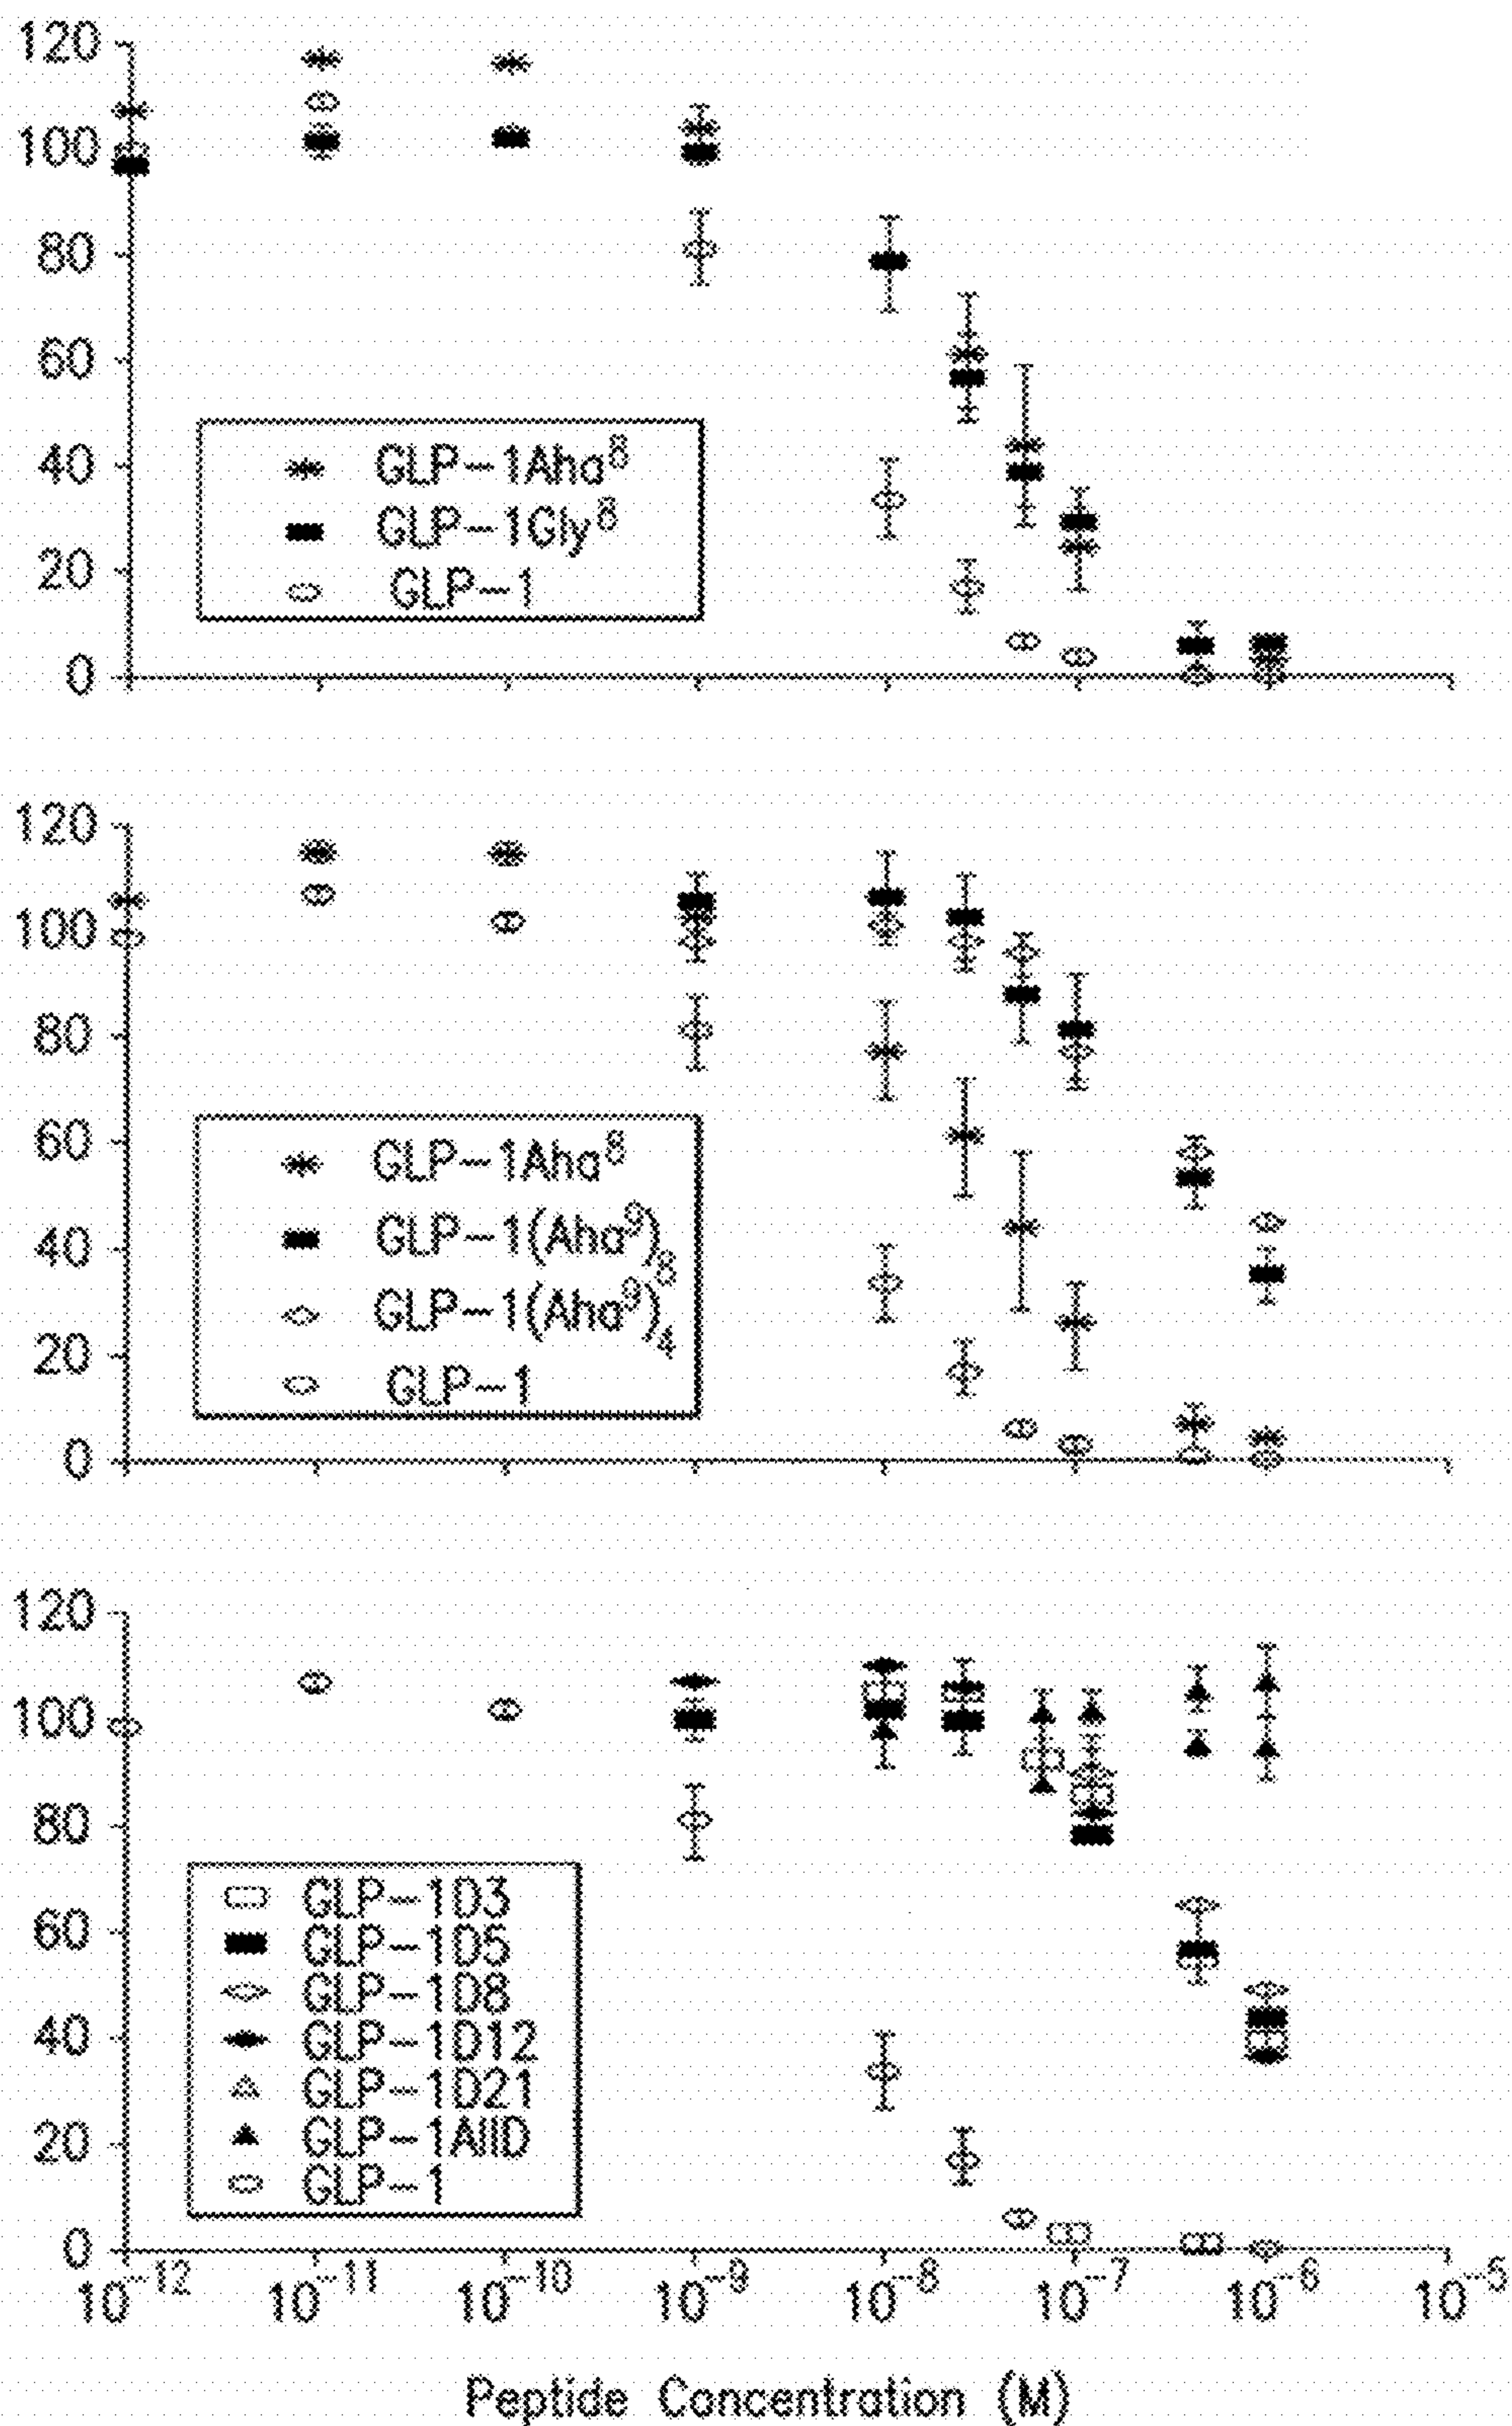 120
100
80
60
40
20
0
GLP-1Aha⁸
GLP-1Gly⁸
GLP-1
120
100
80
60
40
20
0
GLP-1Aha⁸
GLP-1(Aha⁹)₈
GLP-1(Aha⁹)₄
GLP-1
120
100
80
60
40
20
0
GLP-1D3
GLP-1D5
GLP-1D8
GLP-1D12
GLP-1D21
GLP-1AllD
GLP-1
10⁻¹² 10⁻¹¹ 10⁻¹⁰ 10⁻⁹ 10⁻⁸ 10⁻⁷ 10⁻⁶ 10⁻⁵
Peptide Concentration (M)